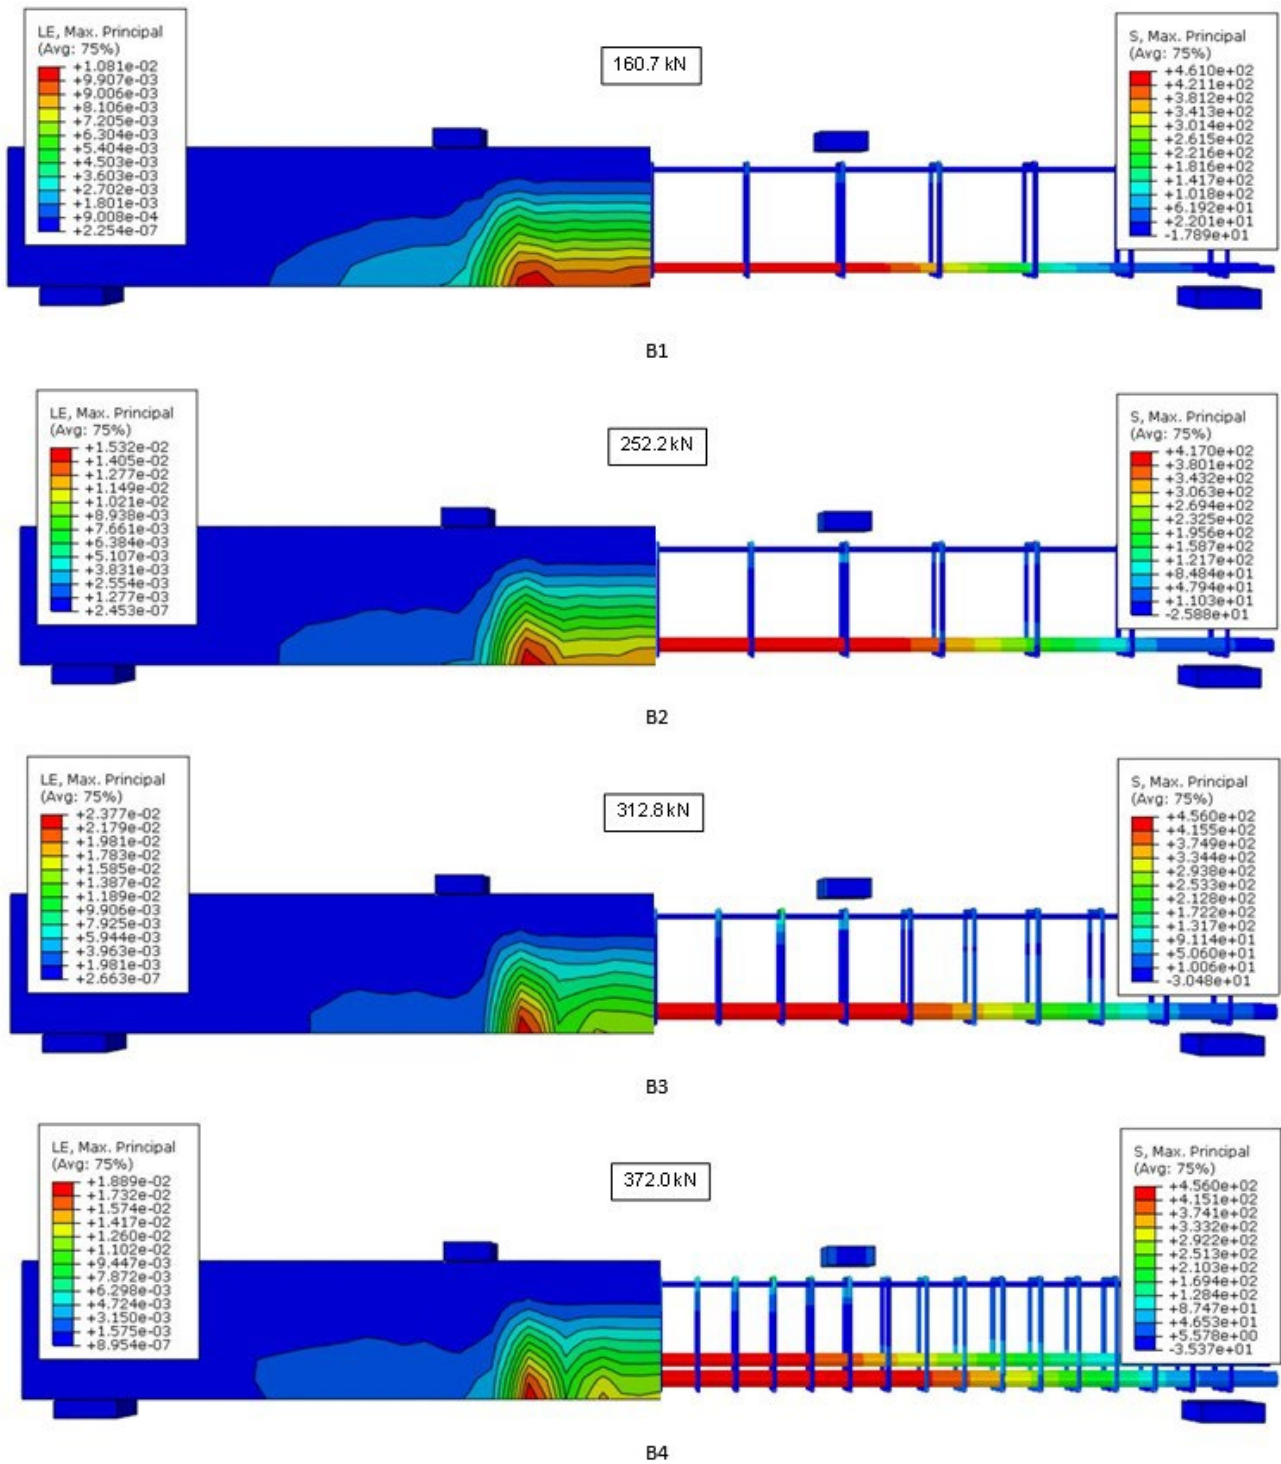 LE, Max. Principal
(Avg: 75%)
+1.081e-02
+9.907e-03
+9.006e-03
+8.106e-03
+7.205e-03
+6.304e-03
+5.404e-03
+4.503e-03
+3.603e-03
+2.702e-03
+1.801e-03
+9.008e-04
+2.254e-07
160.7 kN
S, Max. Principal
(Avg: 75%)
+4.610e+02
+4.211e+02
+3.812e+02
+3.413e+02
+3.014e+02
+2.615e+02
+2.216e+02
+1.816e+02
+1.417e+02
+1.018e+02
+6.192e+01
+2.201e+01
-1.789e+01
B1
LE, Max. Principal
(Avg: 75%)
+1.532e-02
+1.405e-02
+1.277e-02
+1.149e-02
+1.021e-02
+8.938e-03
+7.661e-03
+6.384e-03
+5.107e-03
+3.831e-03
+2.554e-03
+1.277e-03
+2.453e-07
252.2 kN
S, Max. Principal
(Avg: 75%)
+4.170e+02
+3.801e+02
+3.432e+02
+3.063e+02
+2.694e+02
+2.325e+02
+1.956e+02
+1.587e+02
+1.217e+02
+8.484e+01
+4.794e+01
+1.103e+01
-2.588e+01
B2
LE, Max. Principal
(Avg: 75%)
+2.377e-02
+2.179e-02
+1.981e-02
+1.783e-02
+1.585e-02
+1.387e-02
+1.189e-02
+9.906e-03
+7.925e-03
+5.944e-03
+3.963e-03
+1.981e-03
+2.663e-07
312.8 kN
S, Max. Principal
(Avg: 75%)
+4.560e+02
+4.155e+02
+3.749e+02
+3.344e+02
+2.938e+02
+2.533e+02
+2.128e+02
+1.722e+02
+1.317e+02
+9.114e+01
+5.060e+01
+1.006e+01
-3.048e+01
B3
LE, Max. Principal
(Avg: 75%)
+1.889e-02
+1.732e-02
+1.574e-02
+1.417e-02
+1.260e-02
+1.102e-02
+9.447e-03
+7.872e-03
+6.298e-03
+4.724e-03
+3.150e-03
+1.575e-03
+8.954e-07
372.0 kN
S, Max. Principal
(Avg: 75%)
+4.560e+02
+4.151e+02
+3.741e+02
+3.332e+02
+2.922e+02
+2.513e+02
+2.103e+02
+1.694e+02
+1.284e+02
+8.747e+01
+4.653e+01
+5.578e+00
-3.537e+01
B4